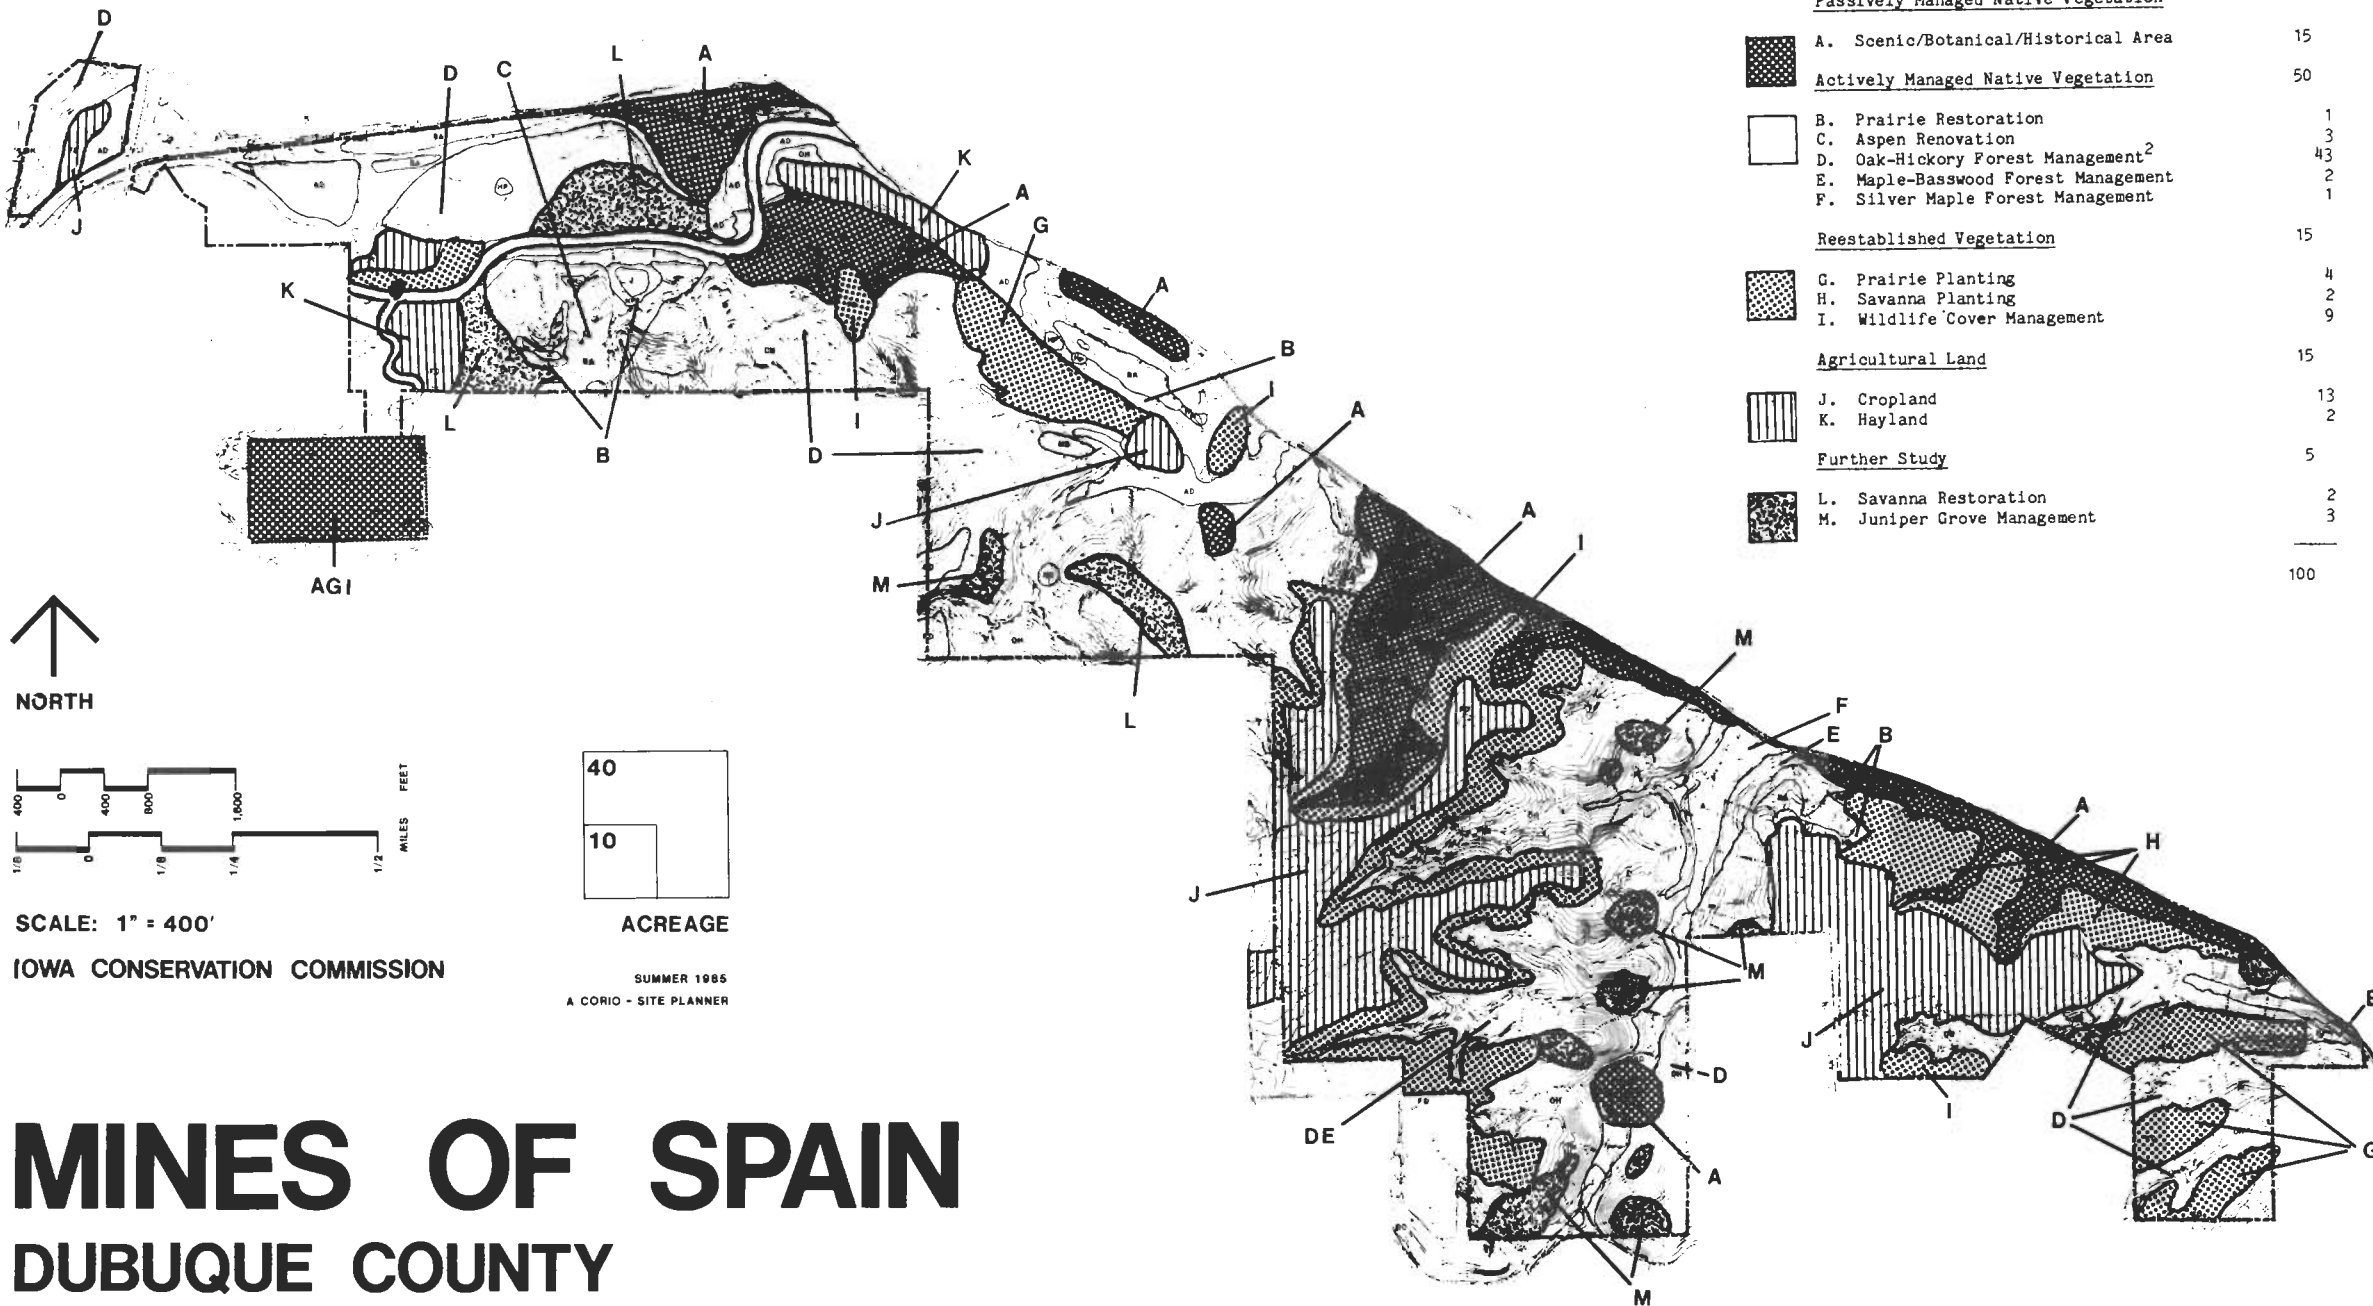 Passively Managed Native Vegetation
A. Scenic/Botanical/Historical Area 15
Actively Managed Native Vegetation 50
B. Prairie Restoration 1
C. Aspen Renovation 3
D. Oak-Hickory Forest Management2 43
E. Maple-Basswood Forest Management 2
F. Silver Maple Forest Management 1
Reestablished Vegetation 15
G. Prairie Planting 4
H. Savanna Planting 2
I. Wildlife Cover Management 9
Agricultural Land 15
J. Cropland 13
K. Hayland 2
Further Study 5
L. Savanna Restoration 2
M. Juniper Grove Management 3
100
D
D
C
L
A
K
A
G
A
B
I
A
J
K
L
B
D
I
J
M
L
AGI
A
I
M
F
E
B
A
H
J
M
J
D
DE
A
M
I
D
G
E
NORTH
400 0 400 800 1,600
FEET
1/8 0 1/8 1/4 1/2
MILES
SCALE: 1" = 400'
IOWA CONSERVATION COMMISSION
40
10
ACREAGE
SUMMER 1985
A CORIO - SITE PLANNER
MINES OF SPAIN
DUBUQUE COUNTY